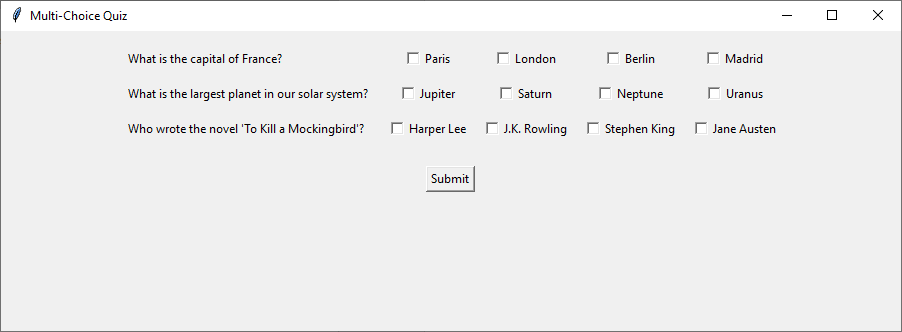 Multi-Choice Quiz
What is the capital of France? Paris London Berlin Madrid
What is the largest planet in our solar system? Jupiter Saturn Neptune Uranus
Who wrote the novel 'To Kill a Mockingbird'? Harper Lee J.K. Rowling Stephen King Jane Austen
Submit